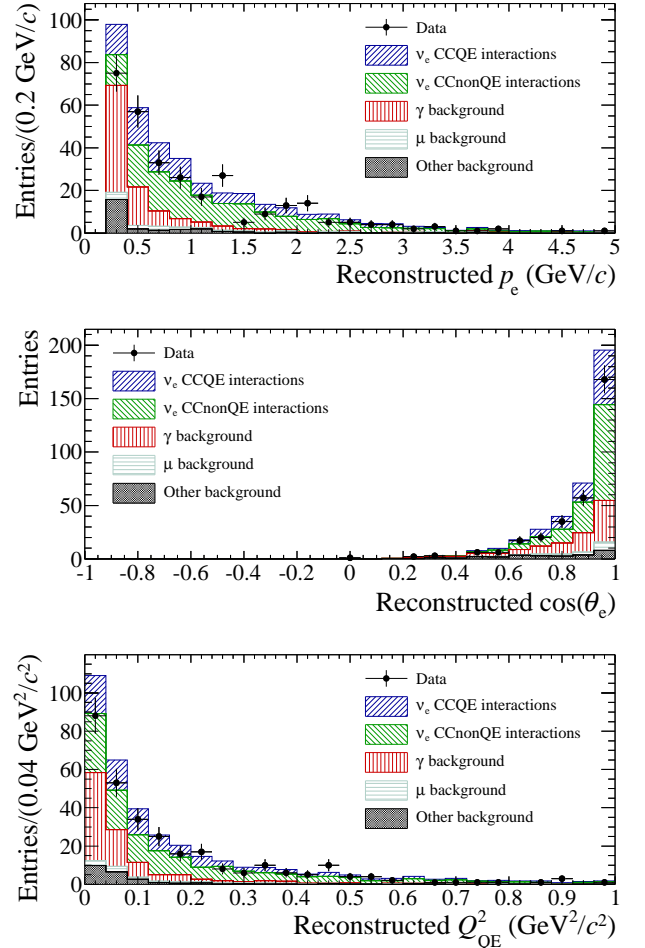 Entries/(0.2 GeV/c)
100
80
60
40
20
0
0 0.5 1 1.5 2 2.5 3 3.5 4 4.5 5
Data
νe CCQE interactions
νe CCnonQE interactions
γ background
μ background
Other background
Reconstructed pe (GeV/c)
Entries
200
150
100
50
0
-1 -0.8 -0.6 -0.4 -0.2 0 0.2 0.4 0.6 0.8 1
Data
νe CCQE interactions
νe CCnonQE interactions
γ background
μ background
Other background
Reconstructed cos(θe)
Entries/(0.04 GeV²/c²)
100
80
60
40
20
0
0 0.1 0.2 0.3 0.4 0.5 0.6 0.7 0.8 0.9 1
Data
νe CCQE interactions
νe CCnonQE interactions
γ background
μ background
Other background
Reconstructed Q²QE (GeV²/c²)